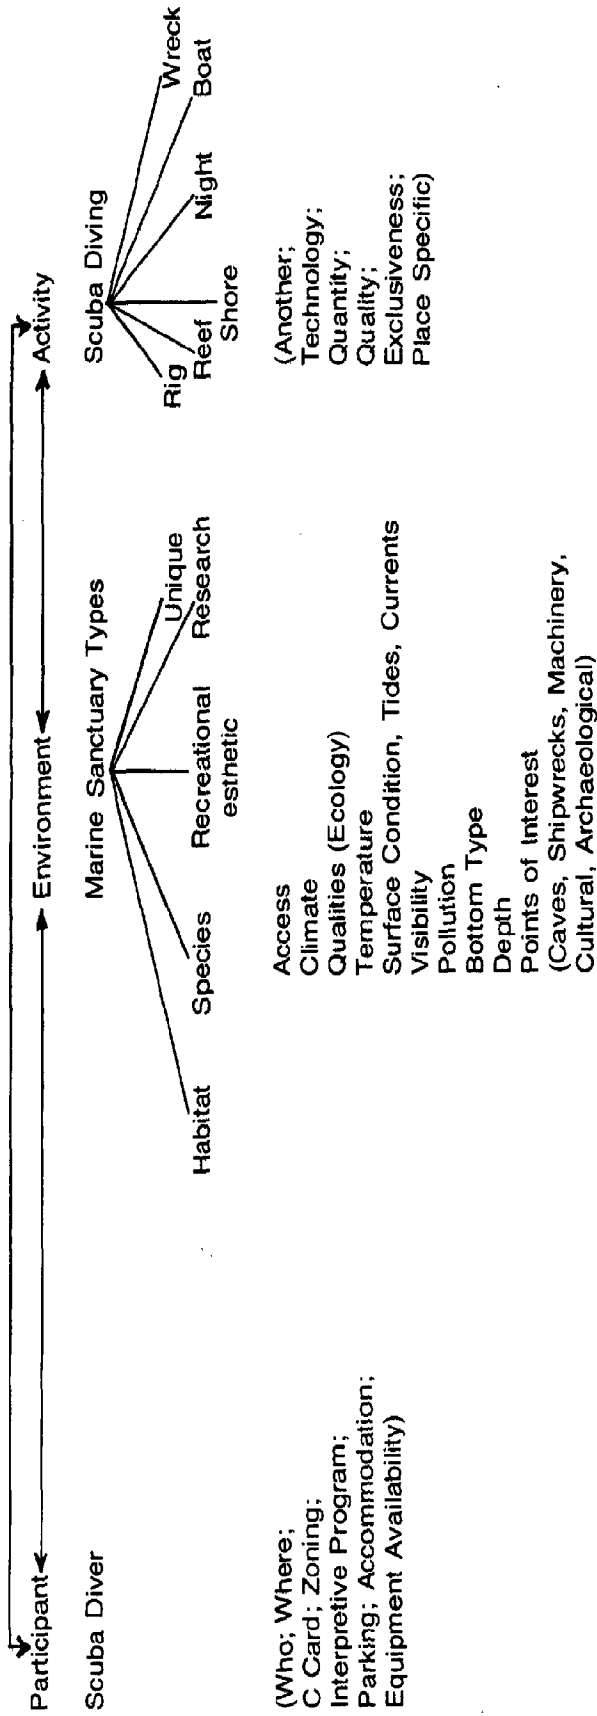 Participant
Environment
Activity
Scuba Diver
Marine Sanctuary Types
Scuba Diving
Habitat
Species
Recreational
esthetic
Unique
Research
Rig
Reef
Shore
Night
Boat
Wreck
(Who; Where;
C Card; Zoning;
Interpretive Program;
Parking; Accommodation;
Equipment Availability)
Access
Climate
Qualities (Ecology)
Temperature
Surface Condition, Tides, Currents
Visibility
Pollution
Bottom Type
Depth
Points of Interest
(Caves, Shipwrecks, Machinery,
Cultural, Archaeological)
(Another;
Technology;
Quantity;
Quality;
Exclusiveness;
Place Specific)